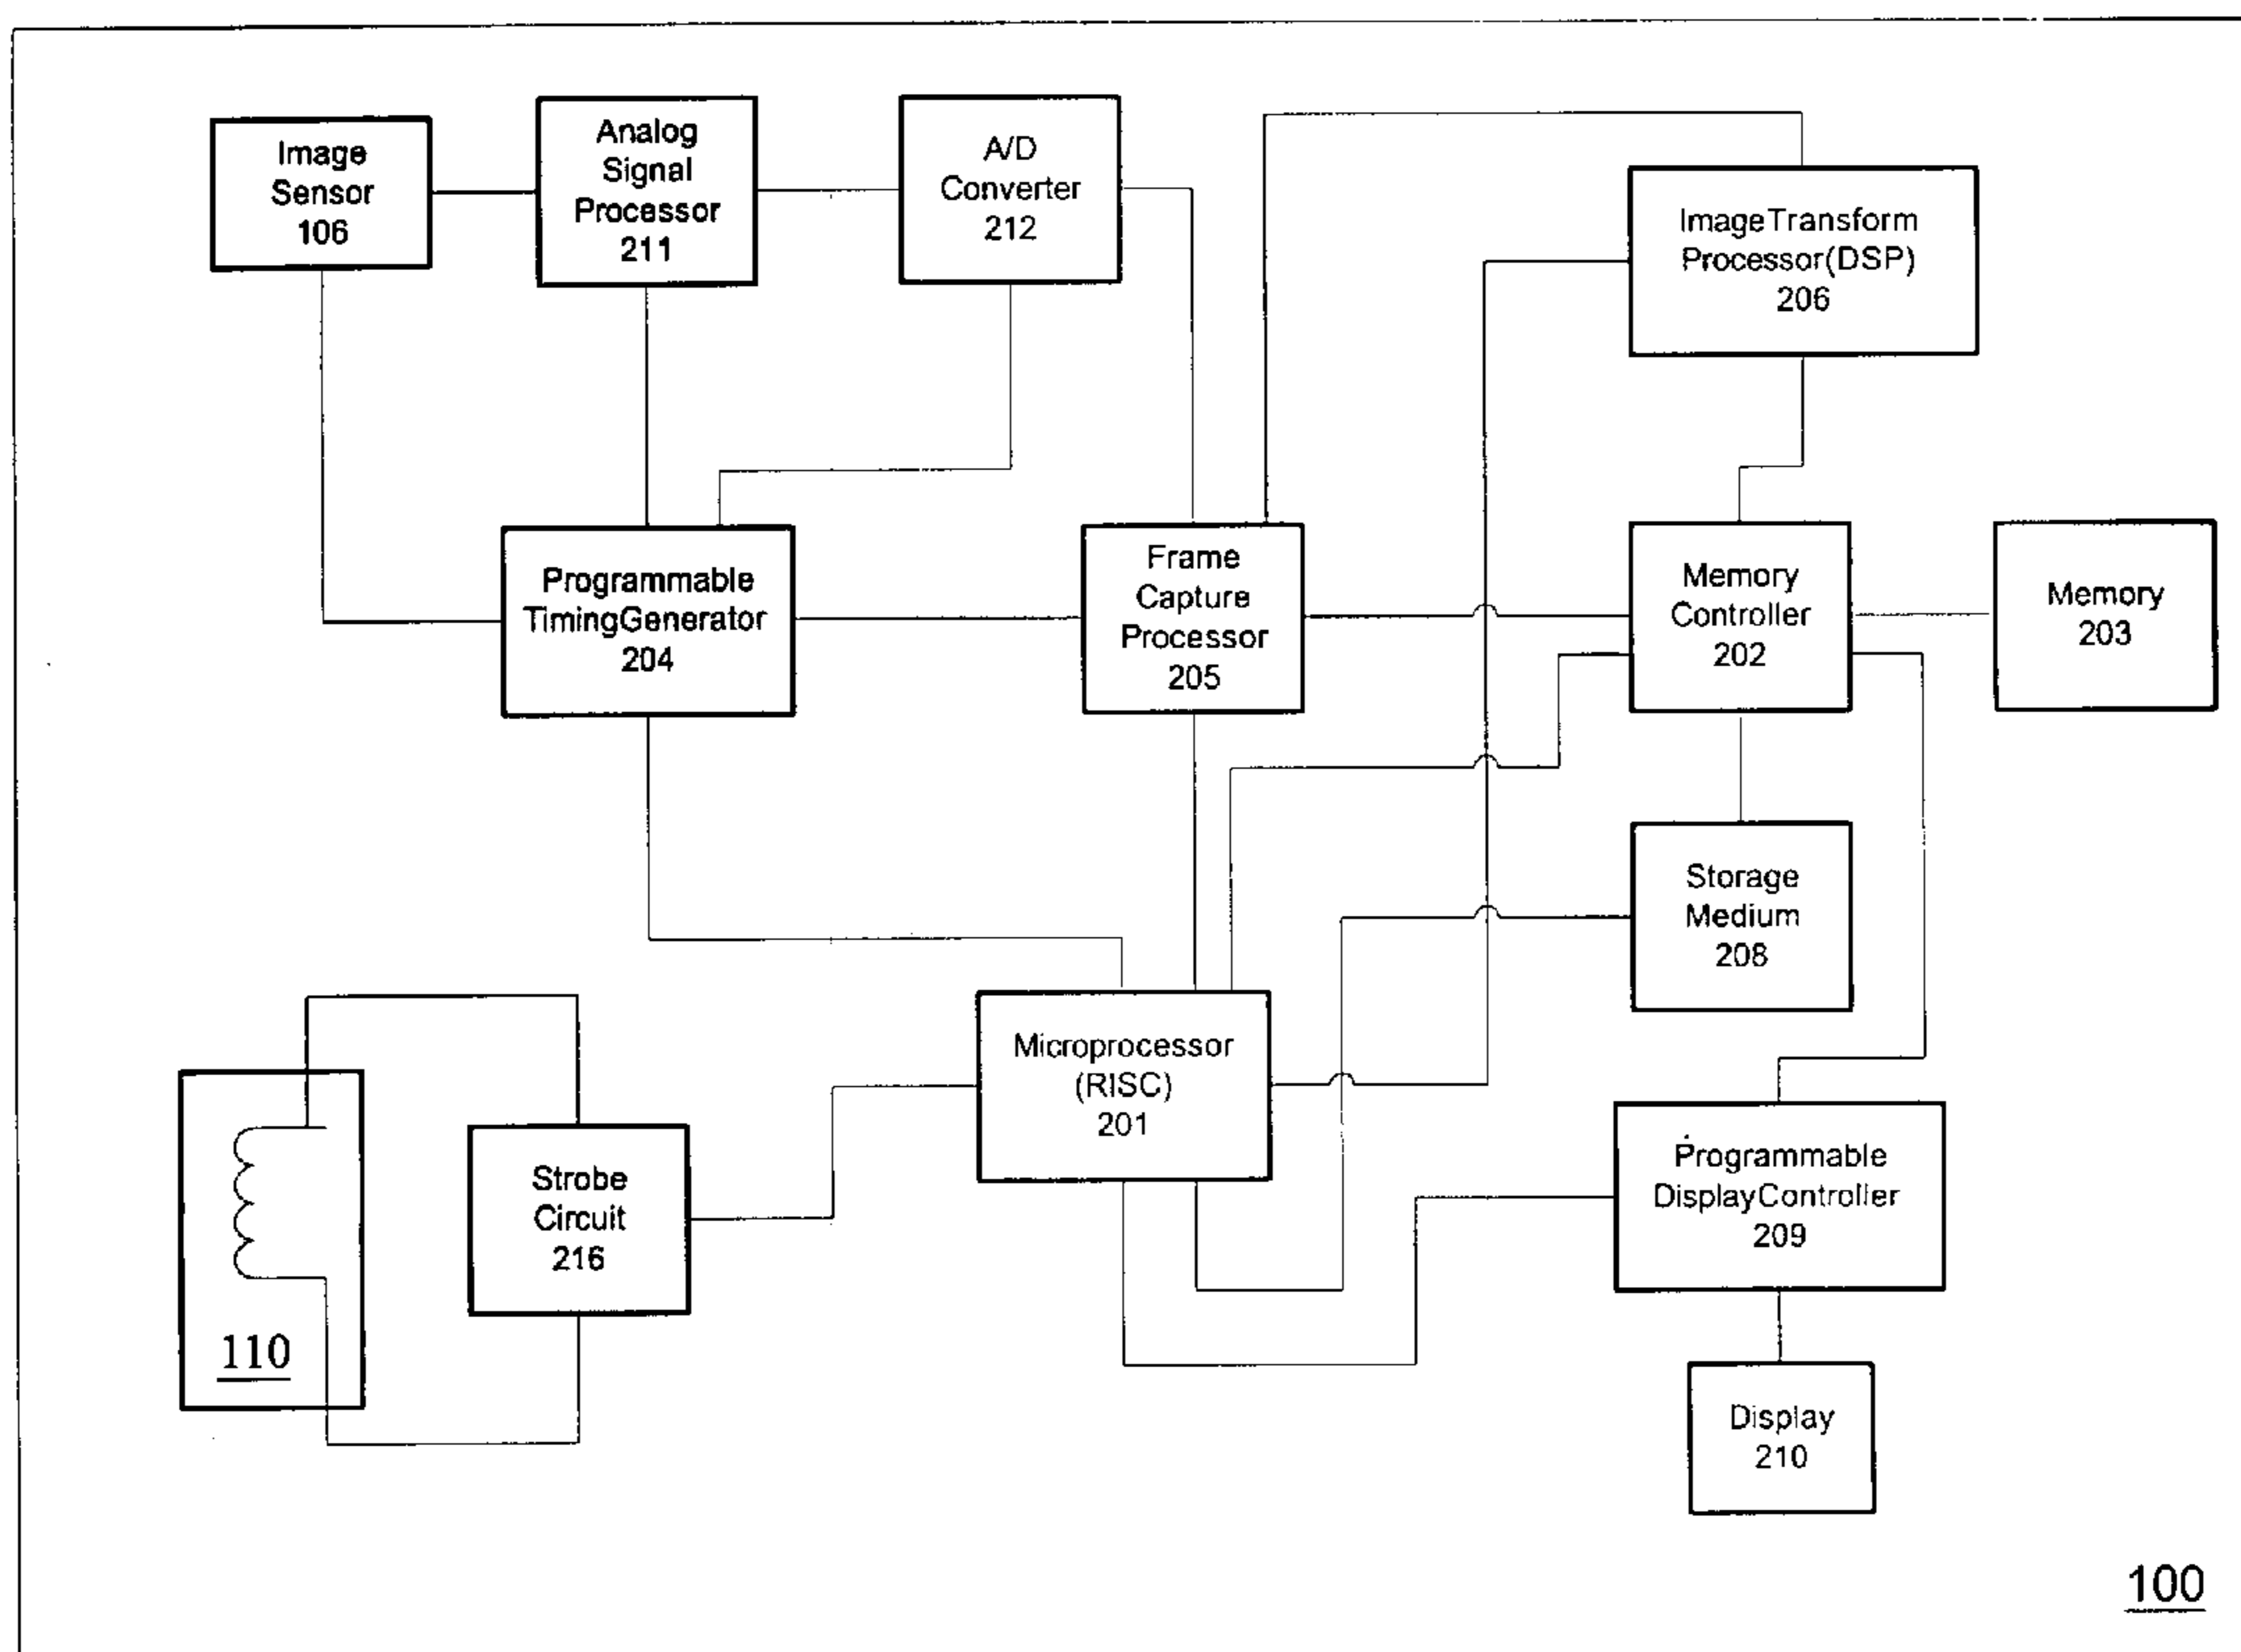 Image
Sensor
106
Analog
Signal
Processor
211
A/D
Converter
212
ImageTransform
Processor(DSP)
206
Programmable
TimingGenerator
204
Frame
Capture
Processor
205
Memory
Controller
202
Memory
203
Storage
Medium
208
Microprocessor
(RISC)
201
Strobe
Circuit
216
110
Programmable
DisplayController
209
Display
210
100